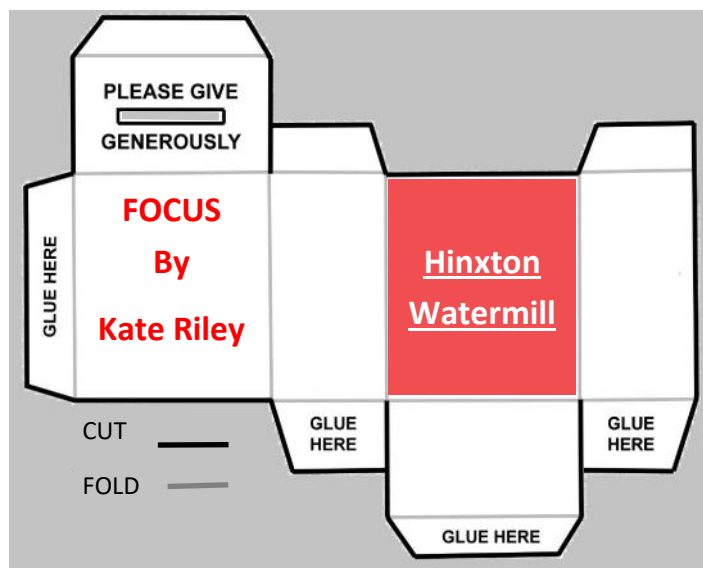 PLEASE GIVE
GENEROUSLY
GLUE HERE
FOCUS
By
Kate Riley
Hinxton
Watermill
CUT
FOLD
GLUE
HERE
GLUE
HERE
GLUE HERE